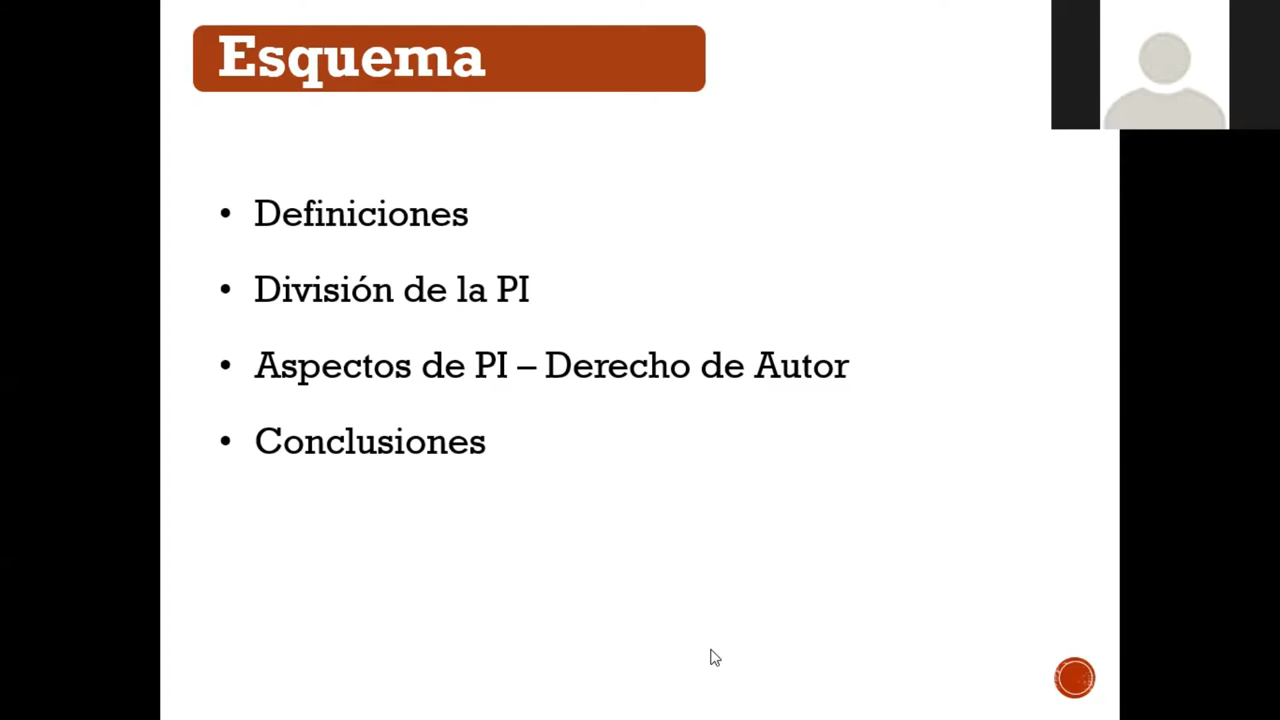 Esquema
• Definiciones
• División de la PI
• Aspectos de PI – Derecho de Autor
• Conclusiones